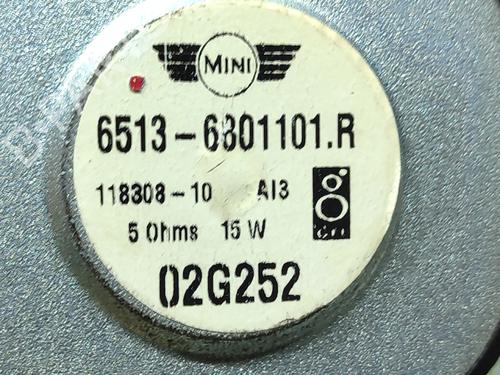 MINI
6513-6801101.R
118308-10 AI3
5 Ohms 15 W
02G252